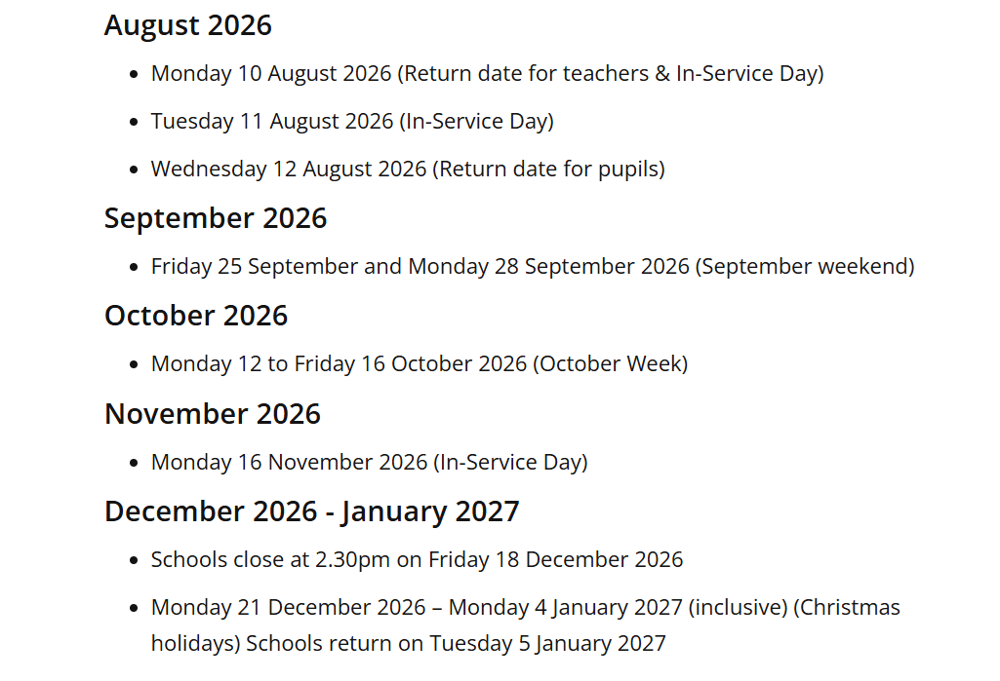 August 2026
Monday 10 August 2026 (Return date for teachers & In-Service Day)
Tuesday 11 August 2026 (In-Service Day)
Wednesday 12 August 2026 (Return date for pupils)
September 2026
Friday 25 September and Monday 28 September 2026 (September weekend)
October 2026
Monday 12 to Friday 16 October 2026 (October Week)
November 2026
Monday 16 November 2026 (In-Service Day)
December 2026 - January 2027
Schools close at 2.30pm on Friday 18 December 2026
Monday 21 December 2026 – Monday 4 January 2027 (inclusive) (Christmas
holidays) Schools return on Tuesday 5 January 2027